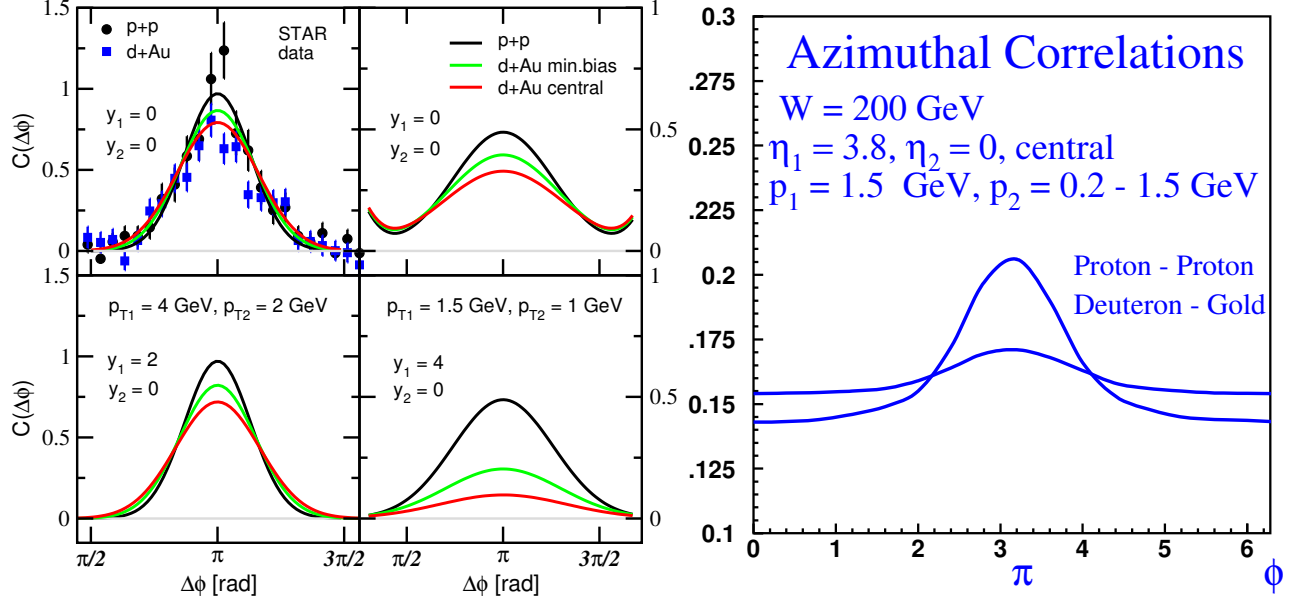 1.5
p+p
d+Au
STAR
data
y1 = 0
y2 = 0
C(Δϕ)
1
0.5
0
p+p
d+Au min.bias
d+Au central
y1 = 0
y2 = 0
1
0.5
0
1.5
pT1 = 4 GeV, pT2 = 2 GeV
y1 = 2
y2 = 0
C(Δϕ)
1
0.5
0
π/2 π 3π/2
Δϕ [rad]
pT1 = 1.5 GeV, pT2 = 1 GeV
y1 = 4
y2 = 0
1
0.5
0
π/2 π 3π/2
Δϕ [rad]
0.3
.275
0.25
.225
0.2
.175
0.15
.125
0.1
Azimuthal Correlations
W = 200 GeV
η1 = 3.8, η2 = 0, central
p1 = 1.5 GeV, p2 = 0.2 - 1.5 GeV
Proton - Proton
Deuteron - Gold
0 1 2 3 4 5 6
π ϕ